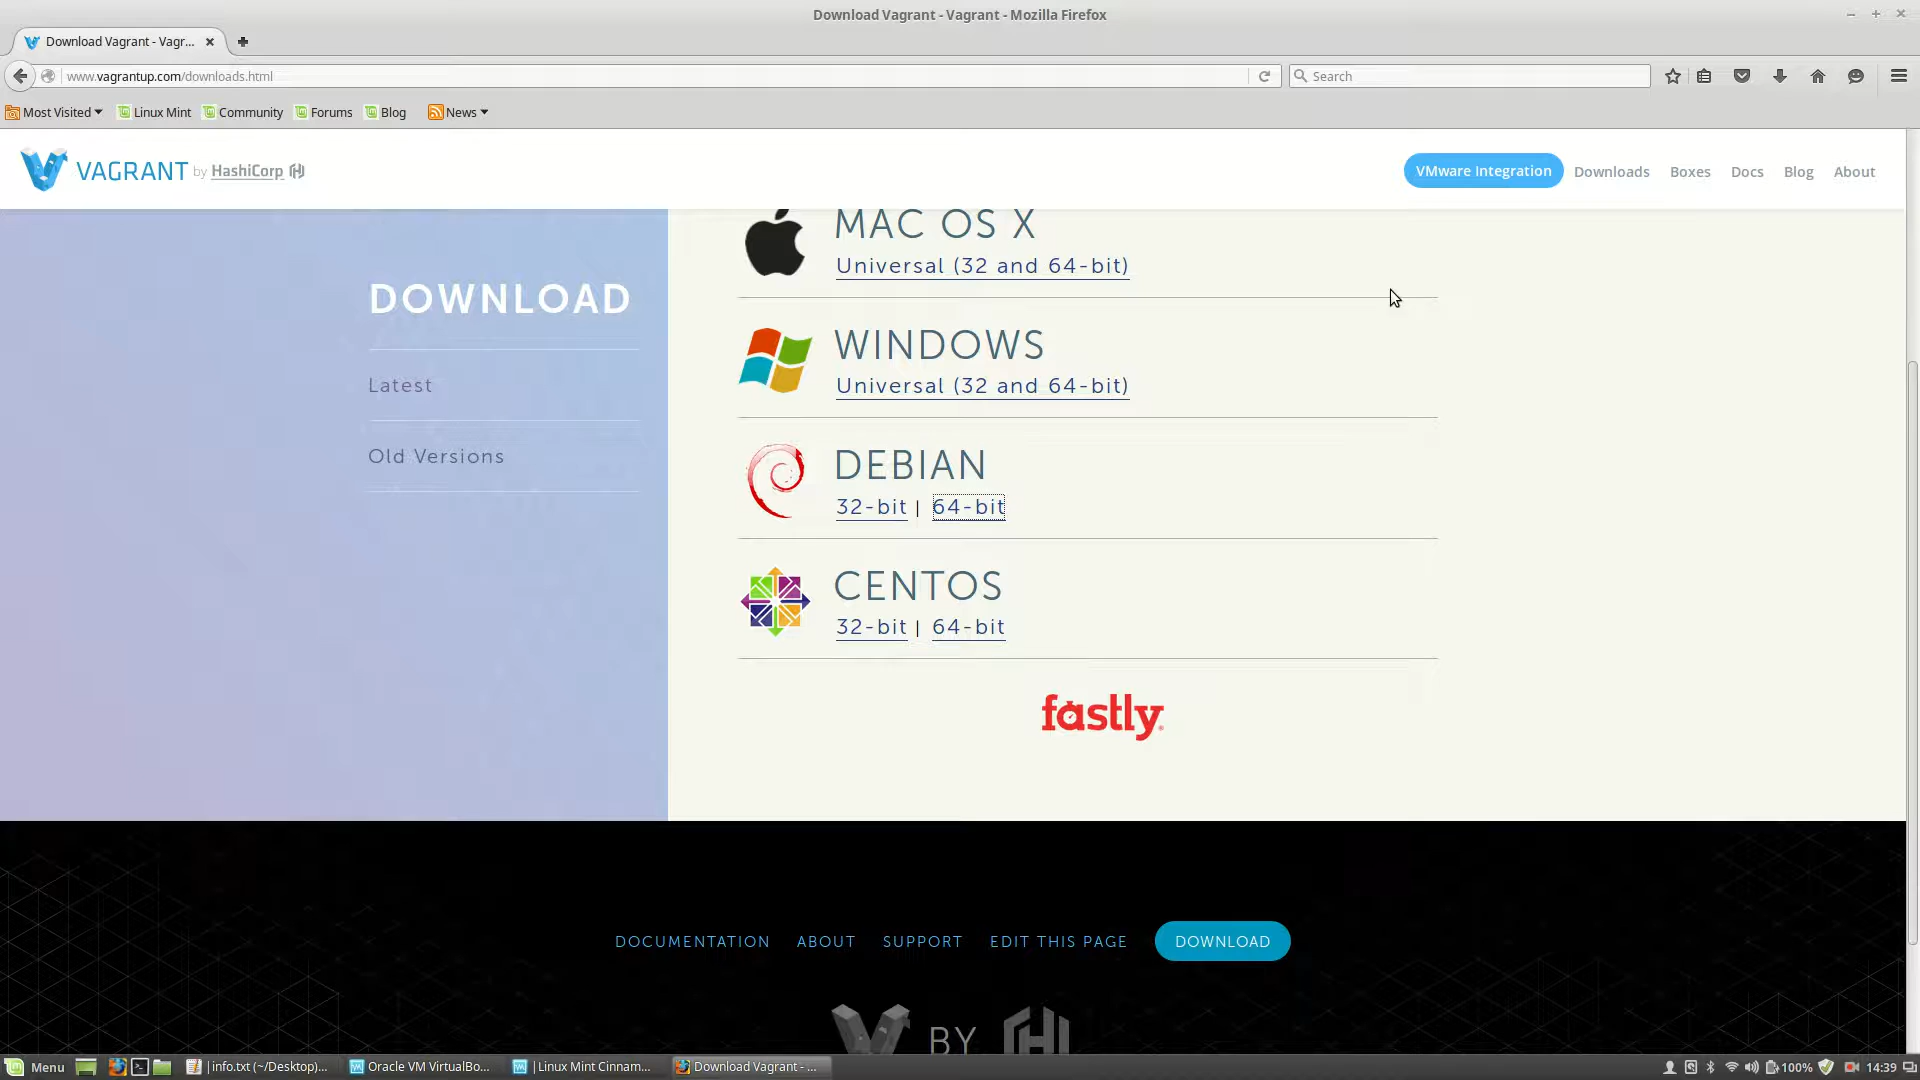 Download Vagrant - Vagrant - Mozilla Firefox
Download Vagrant - Vagr...
www.vagrantup.com/downloads.html
Search
Most Visited
Linux Mint
Community
Forums
Blog
News
VAGRANT by HashiCorp
VMware Integration
Downloads
Boxes
Docs
Blog
About
DOWNLOAD
Latest
Old Versions
MAC OS X
Universal (32 and 64-bit)
WINDOWS
Universal (32 and 64-bit)
DEBIAN
32-bit | 64-bit
CENTOS
32-bit | 64-bit
fastly
DOCUMENTATION
ABOUT
SUPPORT
EDIT THIS PAGE
DOWNLOAD
BY
Menu
|info.txt (~/Desktop)...
Oracle VM VirtualBo...
|Linux Mint Cinnam...
Download Vagrant - ...
100%
14:39